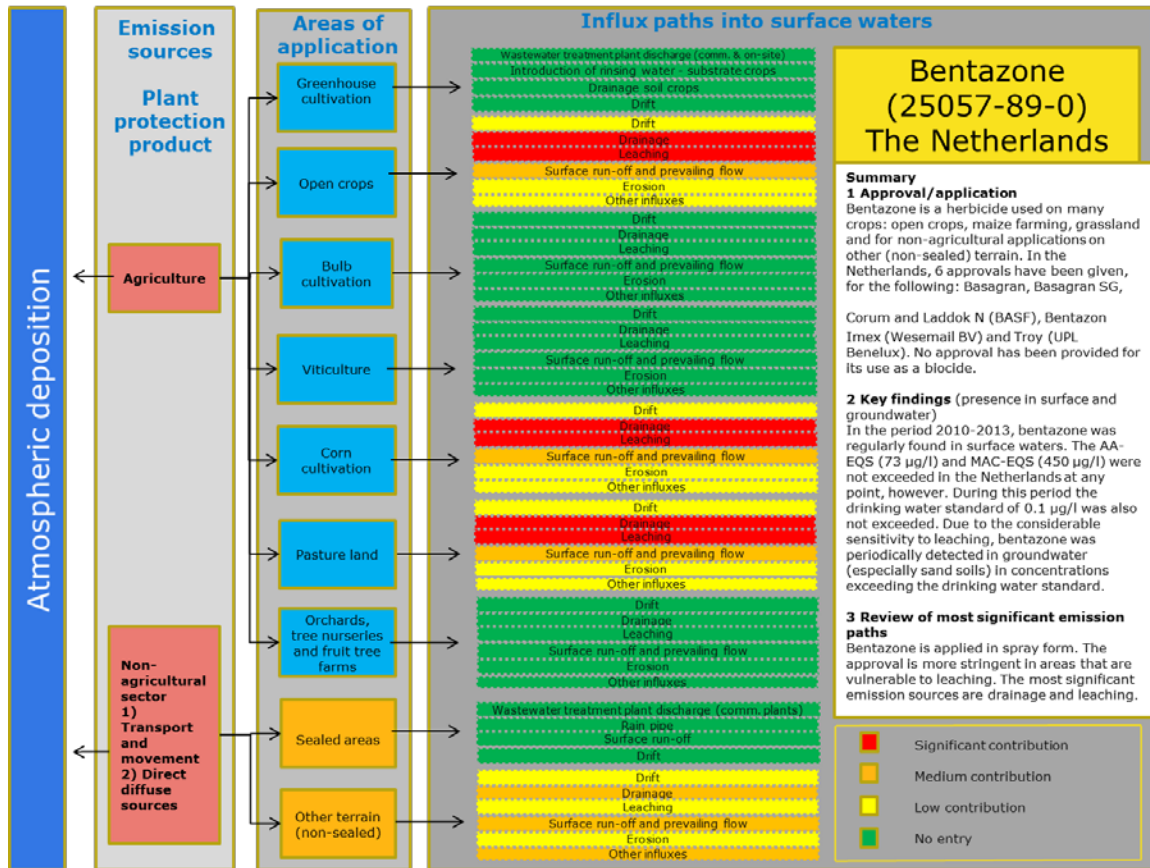 Atmospheric deposition
Emission
sources
Plant
protection
product
Agriculture
Non-
agricultural
sector
1)
Transport
and
movement
2) Direct
diffuse
sources
Areas of
application
Greenhouse
cultivation
Open crops
Bulb
cultivation
Viticulture
Corn
cultivation
Pasture land
Orchards,
tree nurseries
and fruit tree
farms
Sealed areas
Other terrain
(non-sealed)
Influx paths into surface waters
Wastewater treatment plant discharge (comm. & on-site)
Introduction of rinsing water - substrate crops
Drainage soil crops
Drift
Drift
Drainage
Leaching
Surface run-off and prevailing flow
Erosion
Other influxes
Drift
Drainage
Leaching
Surface run-off and prevailing flow
Erosion
Other influxes
Drift
Drainage
Leaching
Surface run-off and prevailing flow
Erosion
Other influxes
Drift
Drainage
Leaching
Surface run-off and prevailing flow
Erosion
Other influxes
Drift
Drainage
Leaching
Surface run-off and prevailing flow
Erosion
Other influxes
Drift
Drainage
Leaching
Surface run-off and prevailing flow
Erosion
Other influxes
Wastewater treatment plant discharge (comm. plants)
Rain pipe
Surface run-off
Drift
Drift
Drainage
Leaching
Surface run-off and prevailing flow
Erosion
Other influxes
Bentazone
(25057-89-0)
The Netherlands
Summary
1 Approval/application
Bentazone is a herbicide used on many
crops: open crops, maize farming, grassland
and for non-agricultural applications on
other (non-sealed) terrain. In the
Netherlands, 6 approvals have been given,
for the following: Basagran, Basagran SG,
Corum and Laddok N (BASF), Bentazon
Imex (Wesemail BV) and Troy (UPL
Benelux). No approval has been provided for
its use as a biocide.
2 Key findings (presence in surface and
groundwater)
In the period 2010-2013, bentazone was
regularly found in surface waters. The AA-
EQS (73 µg/l) and MAC-EQS (450 µg/l) were
not exceeded in the Netherlands at any
point, however. During this period the
drinking water standard of 0.1 µg/l was also
not exceeded. Due to the considerable
sensitivity to leaching, bentazone was
periodically detected in groundwater
(especially sand soils) in concentrations
exceeding the drinking water standard.
3 Review of most significant emission
paths
Bentazone is applied in spray form. The
approval is more stringent in areas that are
vulnerable to leaching. The most significant
emission sources are drainage and leaching.
Significant contribution
Medium contribution
Low contribution
No entry